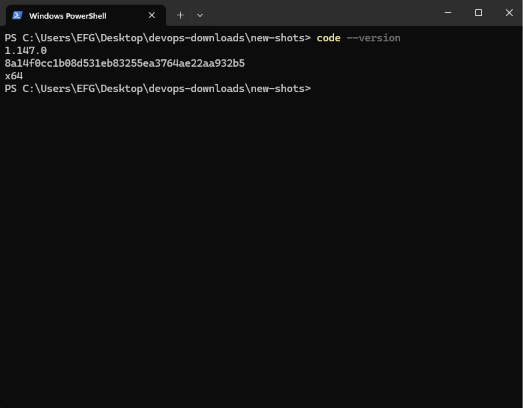 Windows PowerShell
PS C:\Users\EFG\Desktop\devops-downloads\new-shots> code --version
1.147.0
8a14f0cc1b08d531eb83255ea3764ae22aa932b5
x64
PS C:\Users\EFG\Desktop\devops-downloads\new-shots>